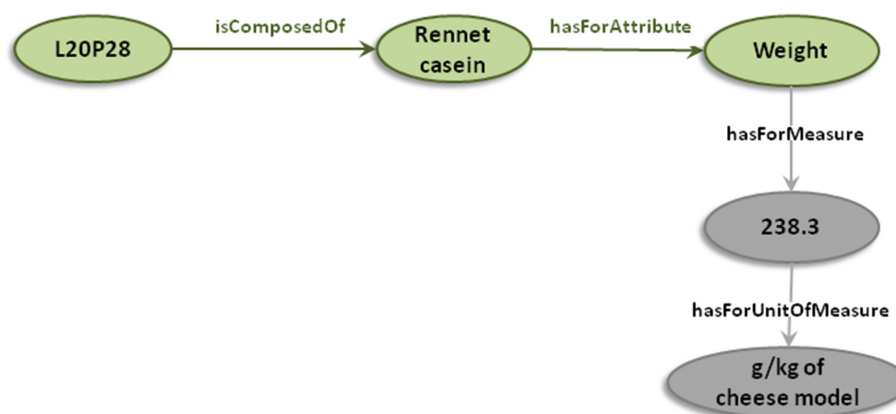 isComposedOf
hasForAttribute
L20P28
Rennet
casein
Weight
hasForMeasure
238.3
hasForUnitOfMeasure
g/kg of
cheese model